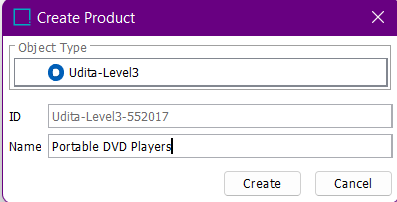 Create Product
Object Type
Udita-Level3
ID Udita-Level3-552017
Name Portable DVD Players
Create Cancel